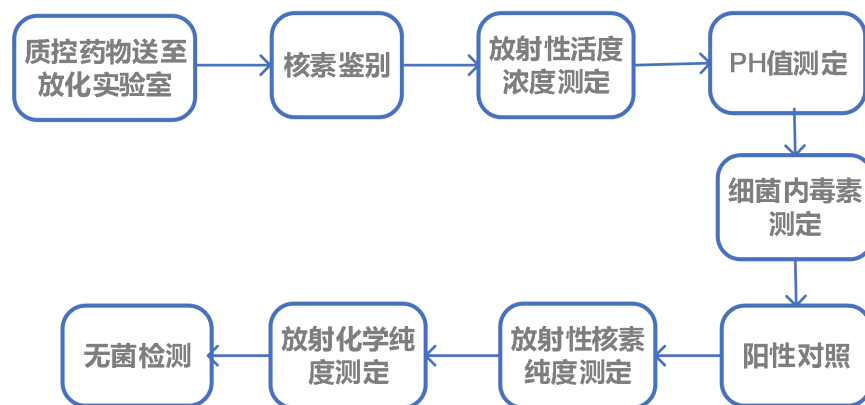 质控药物送至
放化实验室
核素鉴别
放射性活度
浓度测定
PH值测定
细菌内毒素
测定
阳性对照
放射性核素
纯度测定
放射化学纯
度测定
无菌检测